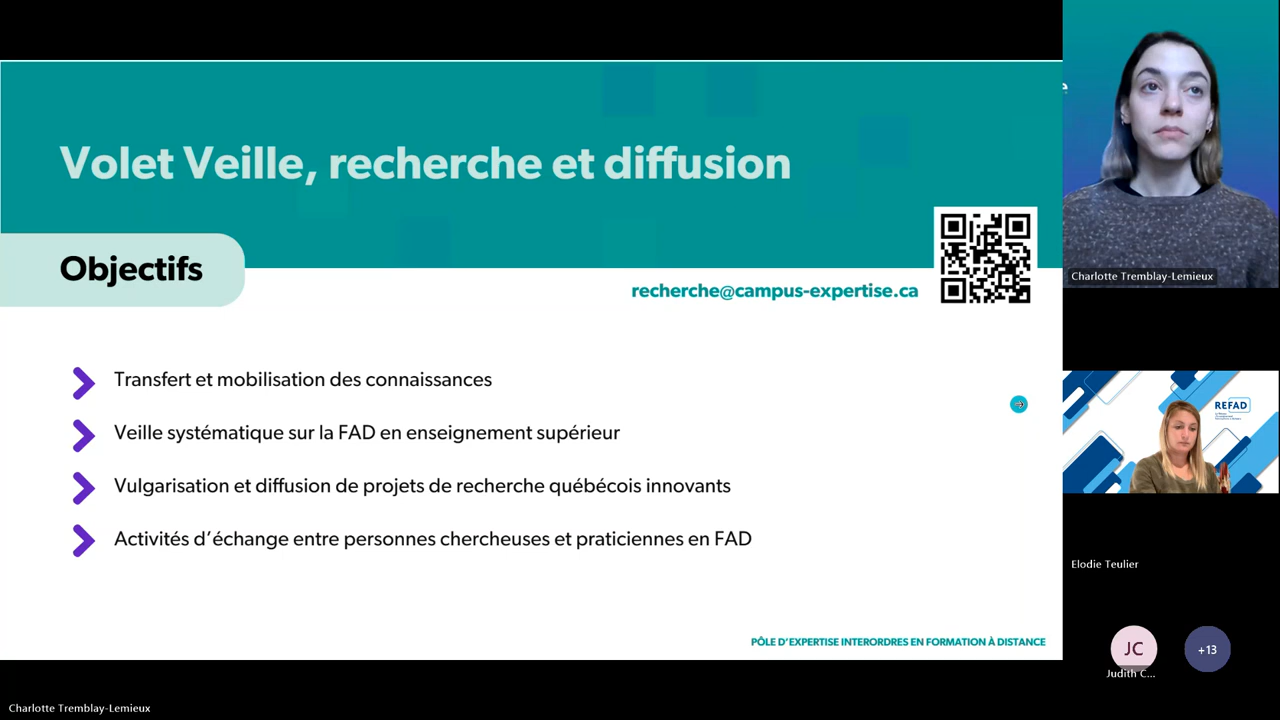 Volet Veille, recherche et diffusion
Objectifs
recherche@campus-expertise.ca
Transfert et mobilisation des connaissances
Veille systématique sur la FAD en enseignement supérieur
Vulgarisation et diffusion de projets de recherche québécois innovants
Activités d’échange entre personnes chercheuses et praticiennes en FAD
PÔLE D’EXPERTISE INTERORDRES EN FORMATION À DISTANCE
Charlotte Tremblay-Lemieux
e
Charlotte Tremblay-Lemieux
REFAD
Elodie Teulier
JC
Judith C...
+13